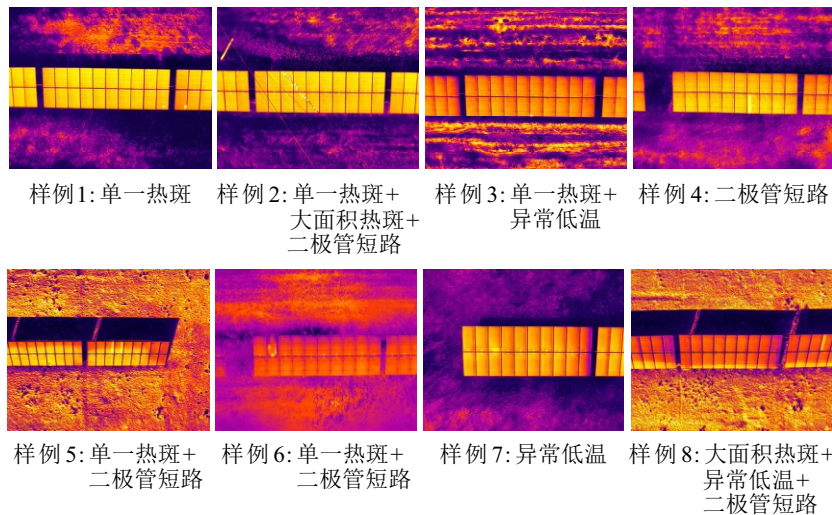 样例1: 单一热斑
样例2: 单一热斑+
大面积热斑+
二极管短路
样例3: 单一热斑+
异常低温
样例4: 二极管短路
样例5: 单一热斑+
二极管短路
样例6: 单一热斑+
二极管短路
样例7: 异常低温
样例8: 大面积热斑+
异常低温+
二极管短路